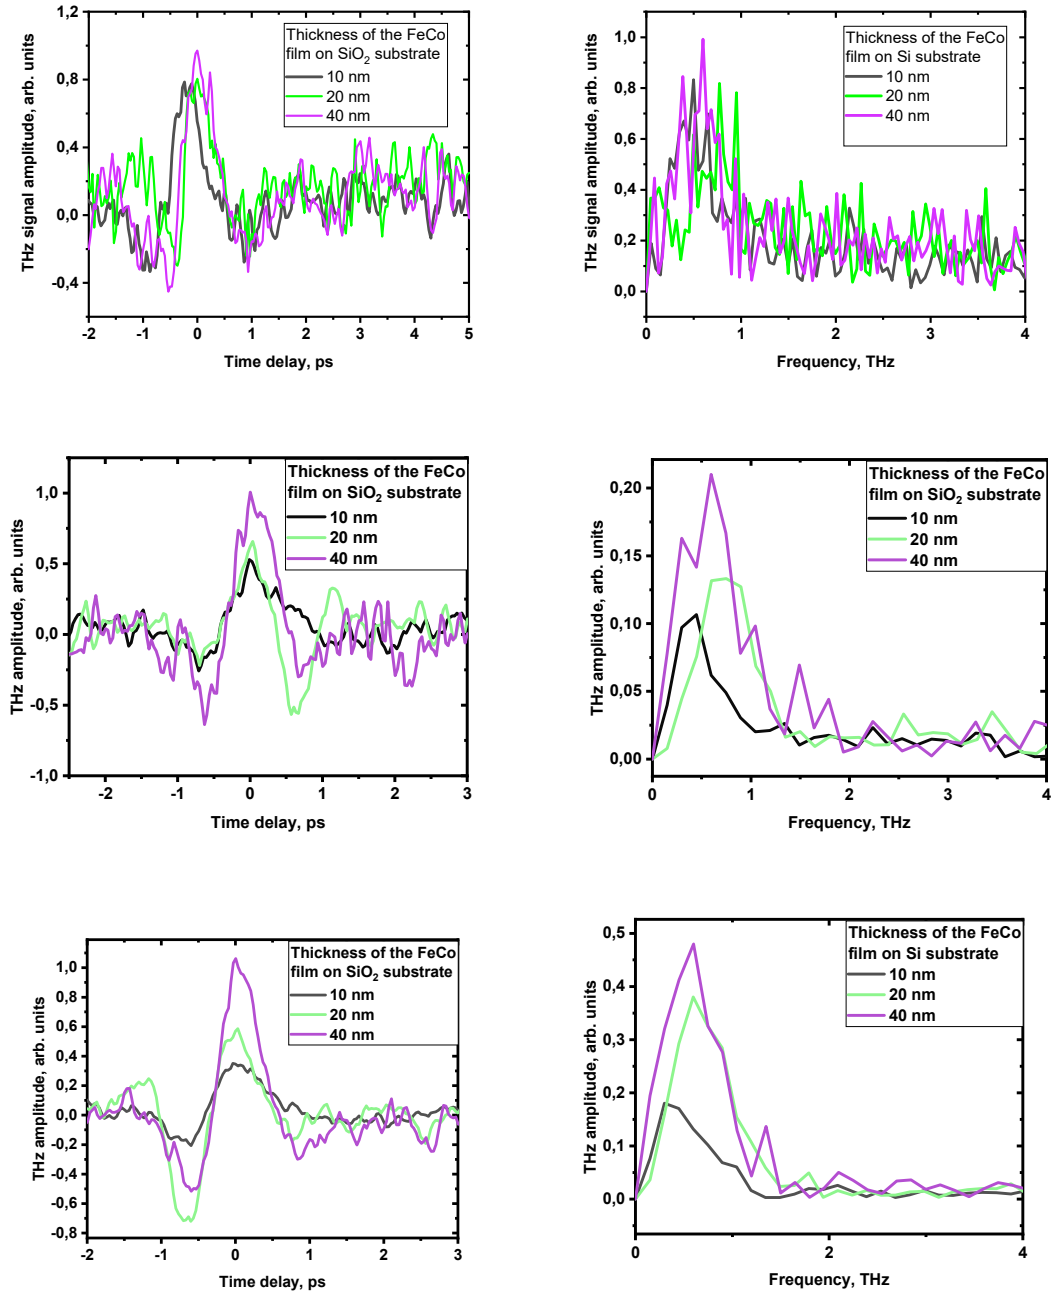 1,2
0,8
0,4
0,0
-0,4
THz signal amplitude, arb. units
Thickness of the FeCo
film on SiO2 substrate
10 nm
20 nm
40 nm
-2 -1 0 1 2 3 4 5
Time delay, ps
1,0
0,8
0,6
0,4
0,2
0,0
THz signal amplitude, arb. units
Thickness of the FeCo
film on Si substrate
10 nm
20 nm
40 nm
0 1 2 3 4
Frequency, THz
1,0
0,5
0,0
-0,5
-1,0
THz amplitude, arb. units
Thickness of the FeCo
film on SiO2 substrate
10 nm
20 nm
40 nm
-2 -1 0 1 2 3
Time delay, ps
0,20
0,15
0,10
0,05
0,00
THz amplitude, arb. units
Thickness of the FeCo
film on SiO2 substrate
10 nm
20 nm
40 nm
0 1 2 3 4
Frequency, THz
1,0
0,8
0,6
0,4
0,2
0,0
-0,2
-0,4
-0,6
-0,8
THz amplitude, arb. units
Thickness of the FeCo
film on SiO2 substrate
10 nm
20 nm
40 nm
-2 -1 0 1 2 3
Time delay, ps
0,5
0,4
0,3
0,2
0,1
0,0
THz amplitude, arb. units
Thickness of the FeCo
film on Si substrate
10 nm
20 nm
40 nm
0 2 4
Frequency, THz